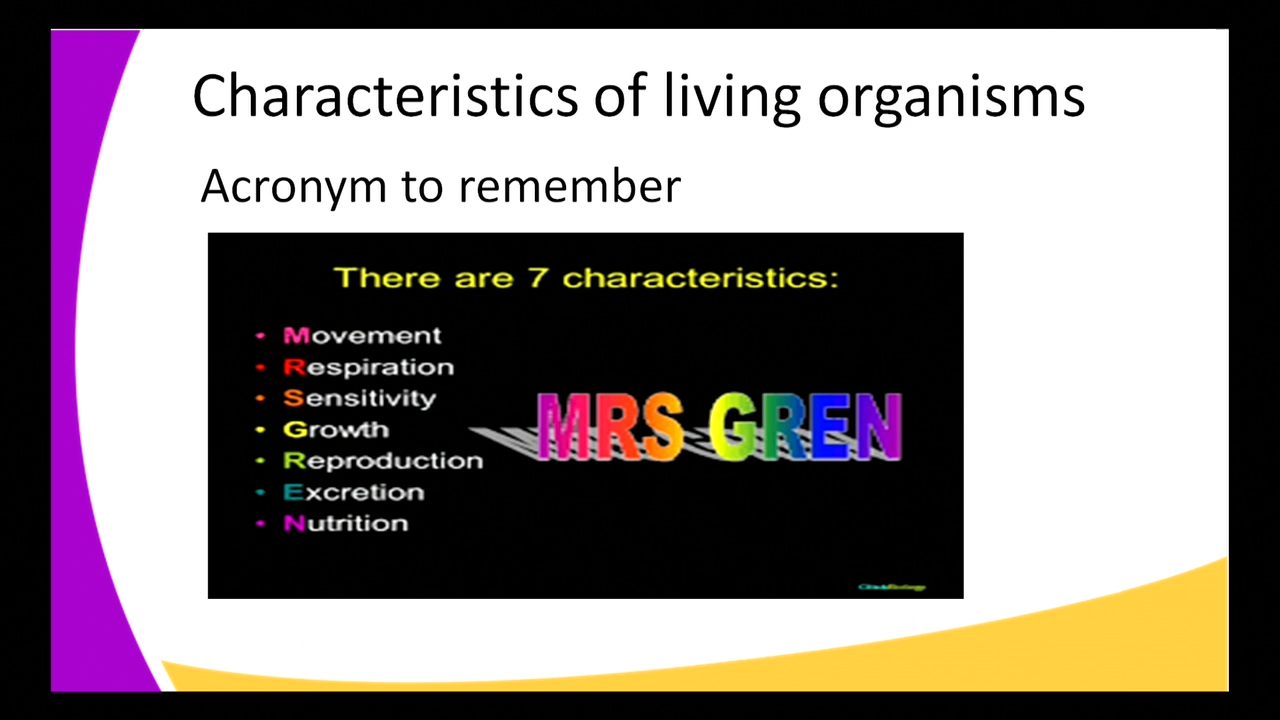 Characteristics of living organisms
Acronym to remember
There are 7 characteristics:
• Movement
• Respiration
• Sensitivity
• Growth
• Reproduction
• Excretion
• Nutrition
MRS GREN